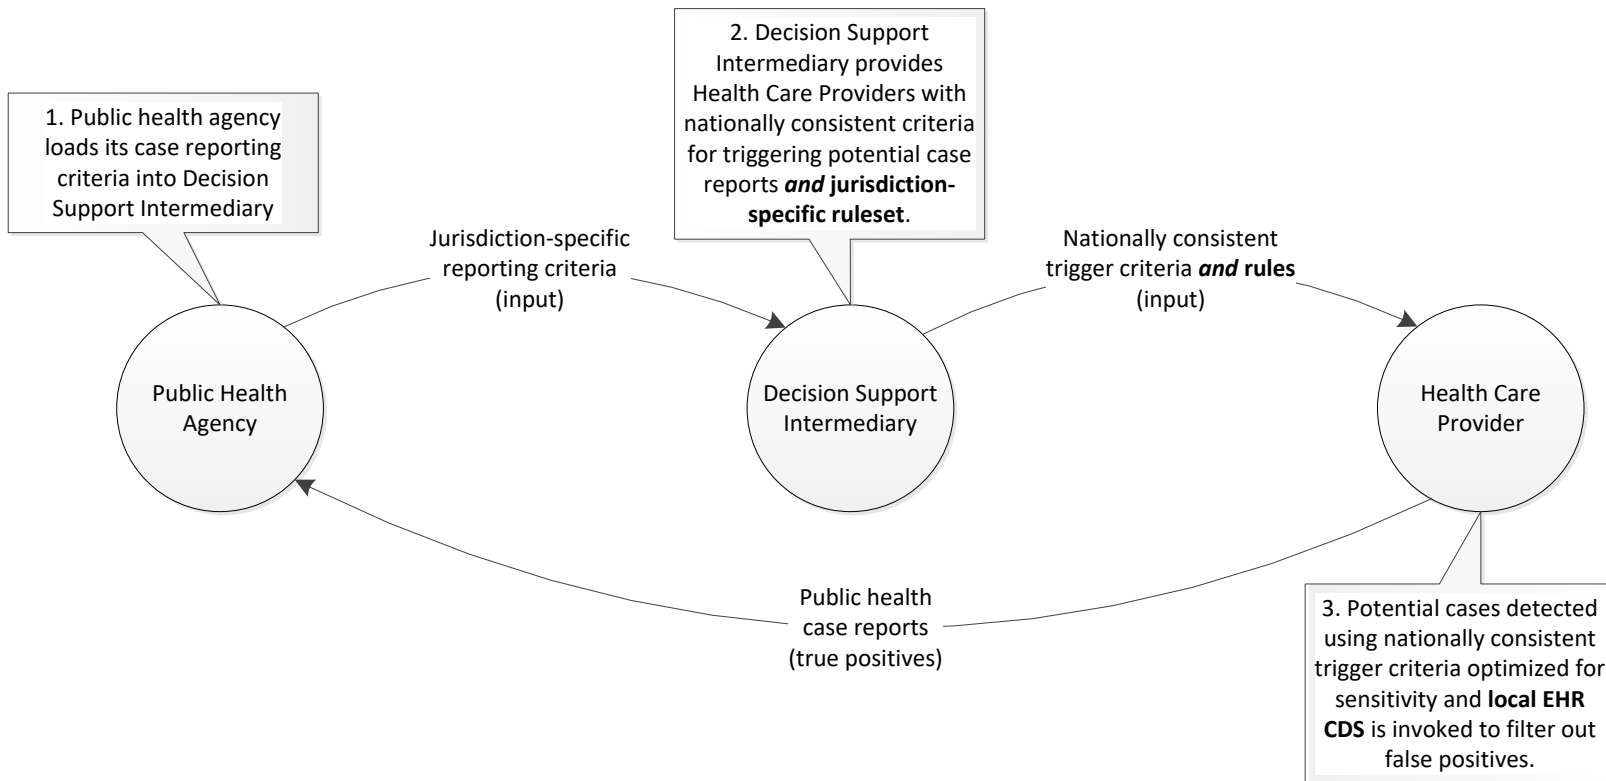 1. Public health agency
loads its case reporting
criteria into Decision
Support Intermediary
2. Decision Support
Intermediary provides
Health Care Providers with
nationally consistent criteria
for triggering potential case
reports and jurisdiction-
specific ruleset.
Jurisdiction-specific
reporting criteria
(input)
Nationally consistent
trigger criteria and rules
(input)
Public Health
Agency
Decision Support
Intermediary
Health Care
Provider
Public health
case reports
(true positives)
3. Potential cases detected
using nationally consistent
trigger criteria optimized for
sensitivity and local EHR
CDS is invoked to filter out
false positives.